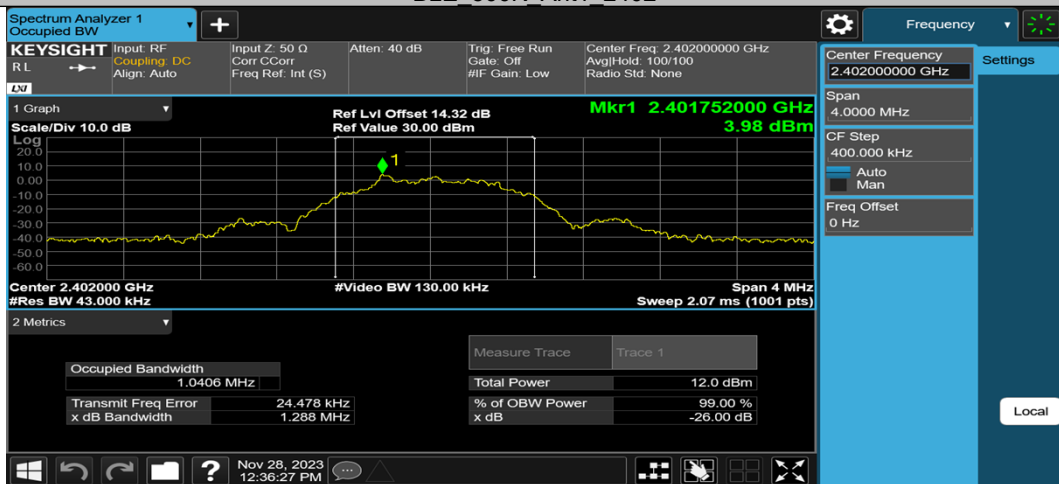 Spectrum Analyzer 1
Occupied BW
Frequency
KEYSIGHT
RL
LXI
Input: RF
Coupling: DC
Align: Auto
Input Z: 50 Ω
Corr CCorr
Freq Ref: Int (S)
Atten: 40 dB
Trig: Free Run
Gate: Off
#IF Gain: Low
Center Freq: 2.402000000 GHz
Avg|Hold: 100/100
Radio Std: None
Center Frequency
2.402000000 GHz
Settings
Span
4.0000 MHz
CF Step
400.000 kHz
Auto
Man
Freq Offset
0 Hz
Local
1 Graph
Scale/Div 10.0 dB
Ref Lvl Offset 14.32 dB
Ref Value 30.00 dBm
Mkr1 2.401752000 GHz
3.98 dBm
Log
20.0
10.0
0.00
-10.0
-20.0
-30.0
-40.0
-50.0
-60.0
1
Center 2.402000 GHz
#Res BW 43.000 kHz
#Video BW 130.00 kHz
Span 4 MHz
Sweep 2.07 ms (1001 pts)
2 Metrics
Measure Trace Trace 1
Occupied Bandwidth
1.0406 MHz
Total Power 12.0 dBm
Transmit Freq Error 24.478 kHz
% of OBW Power 99.00 %
x dB Bandwidth 1.288 MHz
x dB -26.00 dB
?
Nov 28, 2023
12:36:27 PM